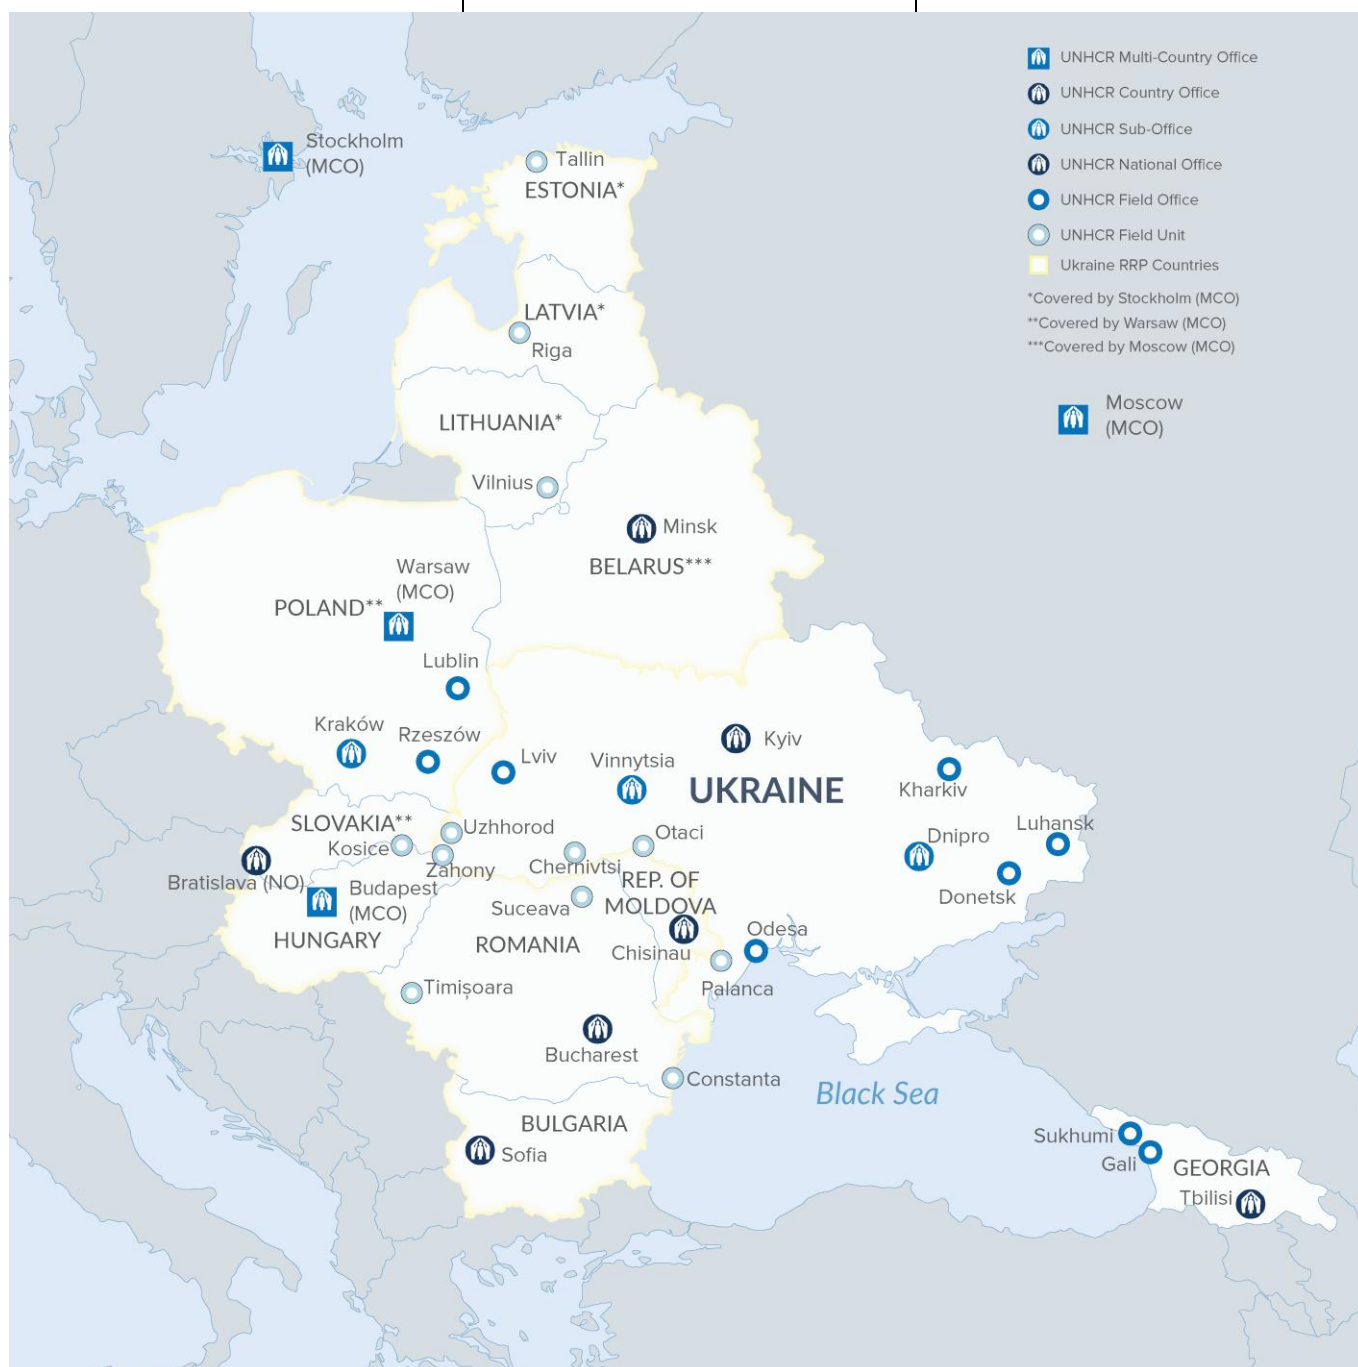 UNHCR Multi-Country Office
UNHCR Country Office
UNHCR Sub-Office
UNHCR National Office
UNHCR Field Office
UNHCR Field Unit
Ukraine RRP Countries
*Covered by Stockholm (MCO)
**Covered by Warsaw (MCO)
***Covered by Moscow (MCO)
Stockholm
(MCO)
Tallin
ESTONIA*
LATVIA*
Riga
Moscow
(MCO)
LITHUANIA*
Vilnius
Minsk
BELARUS***
Warsaw
(MCO)
POLAND**
Lublin
Kraków
Rzeszów
Lviv
Vinnytsia
Kyiv
UKRAINE
Kharkiv
SLOVAKIA**
Kosice
Uzhhorod
Otaci
Dnipro
Luhansk
Bratislava (NO)
Zahony
Chernivtsi
Budapest
(MCO)
REP. OF
MOLDOVA
Donetsk
Suceava
HUNGARY
ROMANIA
Chisinau
Odesa
Timișoara
Palanca
Bucharest
Constanta
Black Sea
BULGARIA
Sofia
Sukhumi
Gali
GEORGIA
Tbilisi